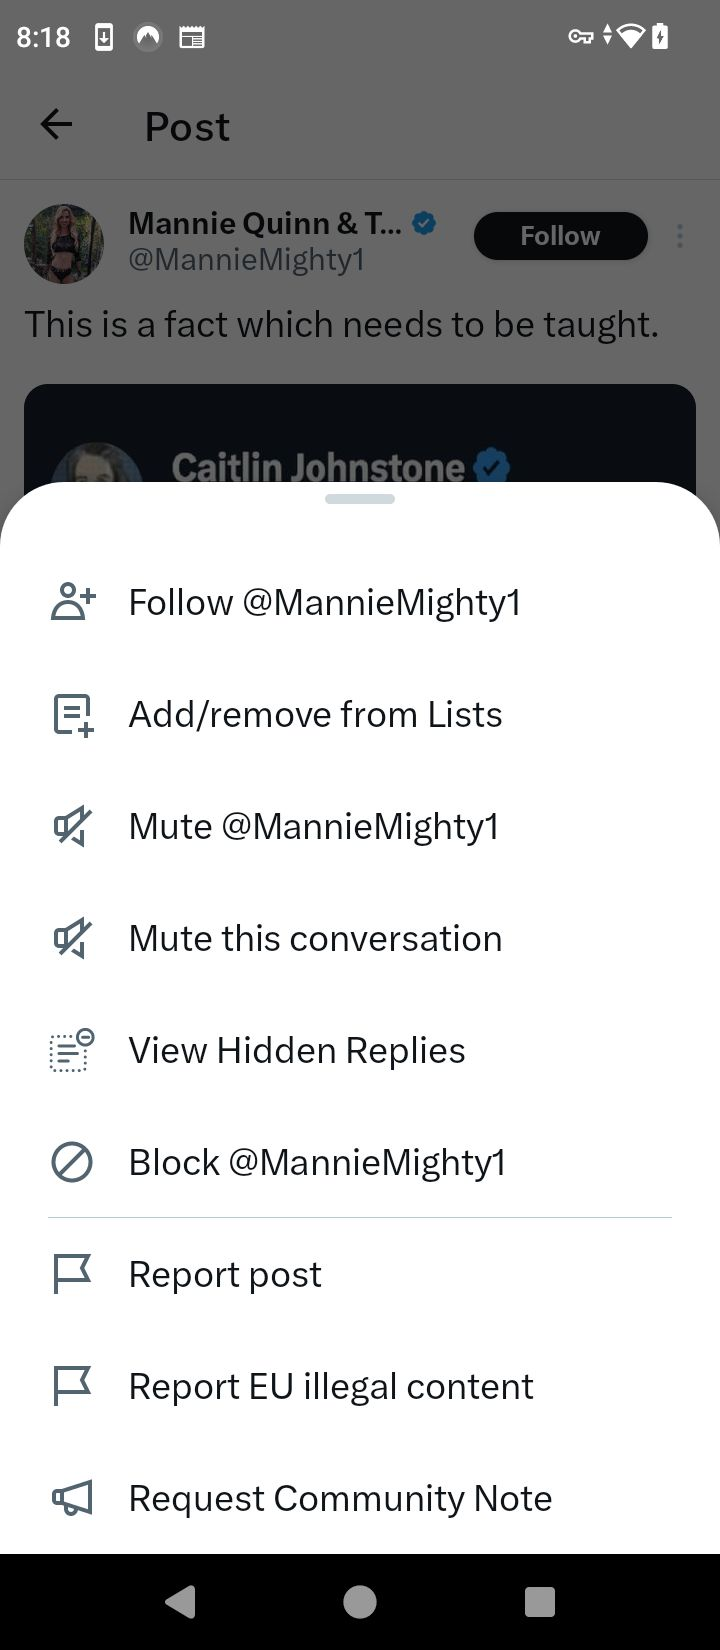 8:18
Post
Mannie Quinn & T...
Follow
@MannieMighty1
This is a fact which needs to be taught.
Caitlin Johnstone
Follow @MannieMighty1
Add/remove from Lists
Mute @MannieMighty1
Mute this conversation
View Hidden Replies
Block @MannieMighty1
Report post
Report EU illegal content
Request Community Note